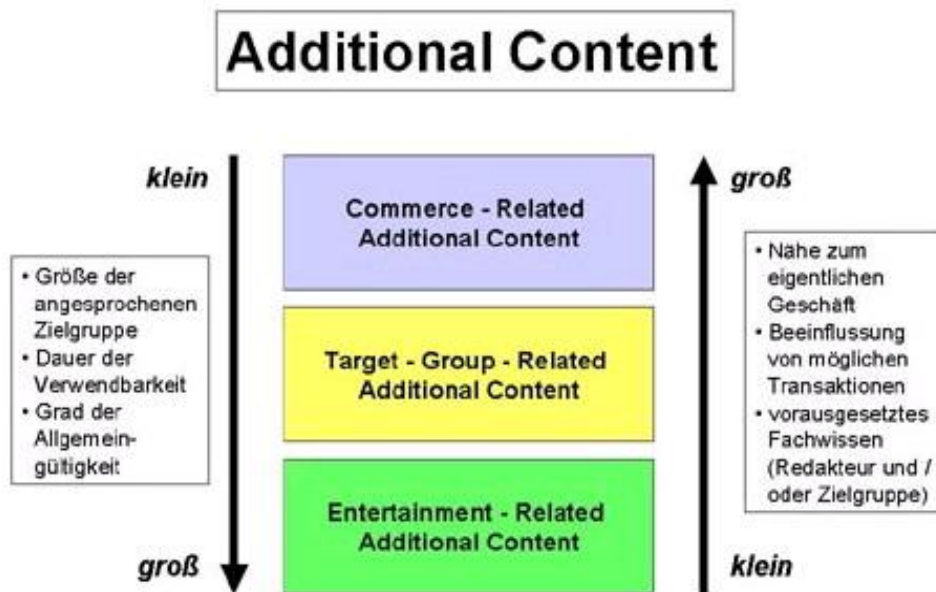 Additional Content
klein
• Größe der
angesprochenen
Zielgruppe
• Dauer der
Verwendbarkeit
• Grad der
Allgemein-
gültigkeit
groß
Commerce - Related
Additional Content
Target - Group - Related
Additional Content
Entertainment - Related
Additional Content
groß
• Nähe zum
eigentlichen
Geschäft
• Beeinflussung
von möglichen
Transaktionen
• vorausgesetztes
Fachwissen
(Redakteur und /
oder Zielgruppe)
klein